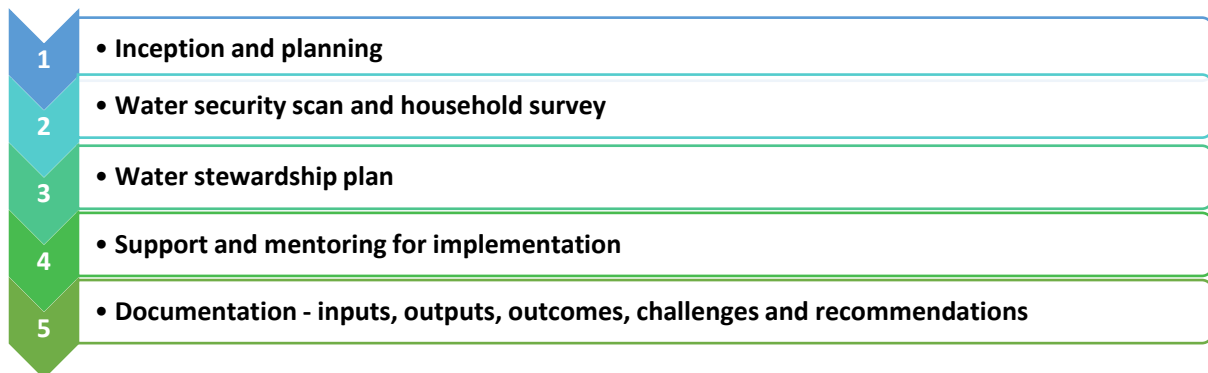 1 • Inception and planning
2 • Water security scan and household survey
3 • Water stewardship plan
4 • Support and mentoring for implementation
5 • Documentation - inputs, outputs, outcomes, challenges and recommendations